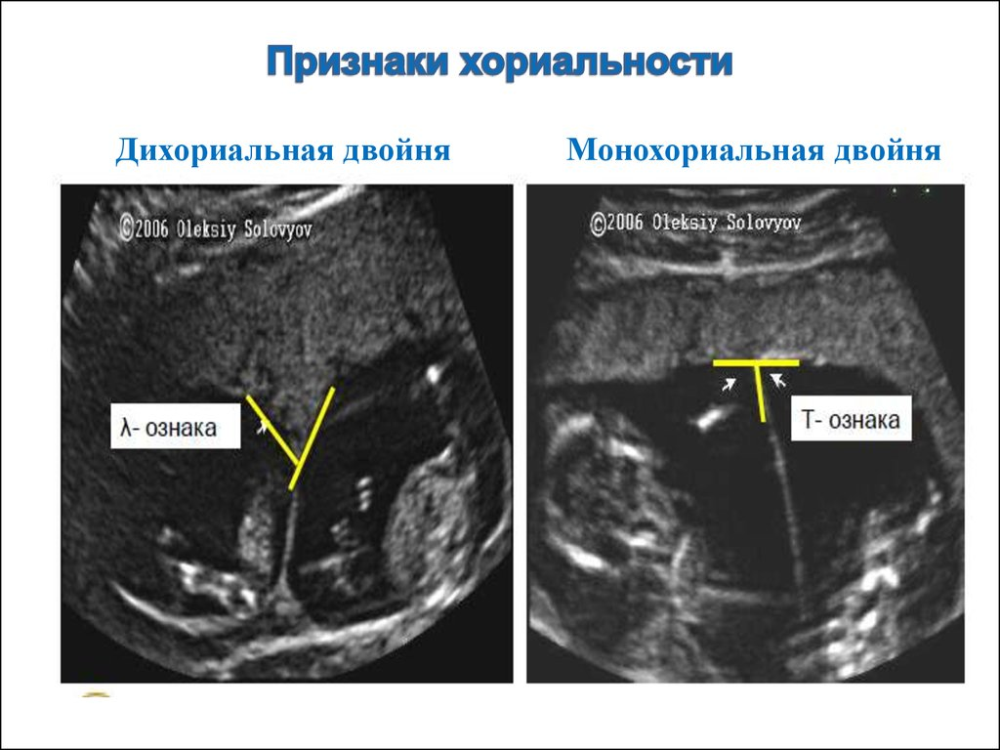 Признаки хориальности
Дихориальная двойня
Монохориальная двойня
©2006 Oleksiy Solovyov
©2006 Oleksiy Solovyov
λ- ознака
Т- ознака